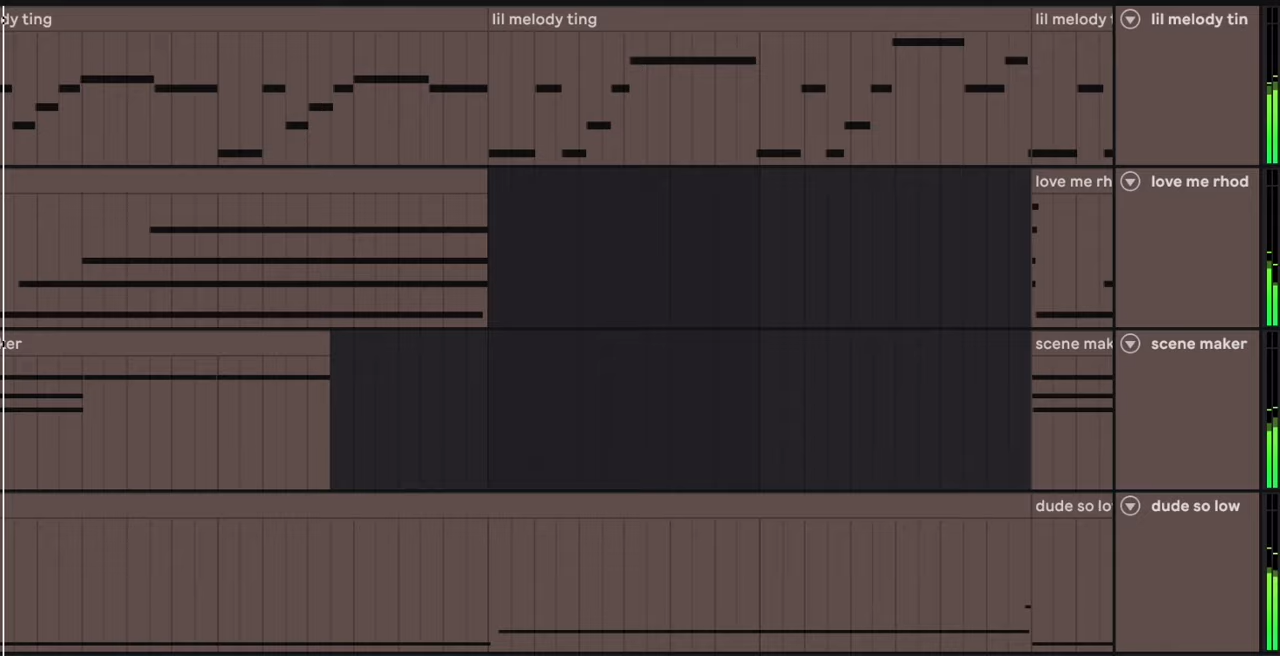 dy ting
lil melody ting
lil melody
lil melody tin
love me rh
love me rhod
er
scene mak
scene maker
dude so lo
dude so low